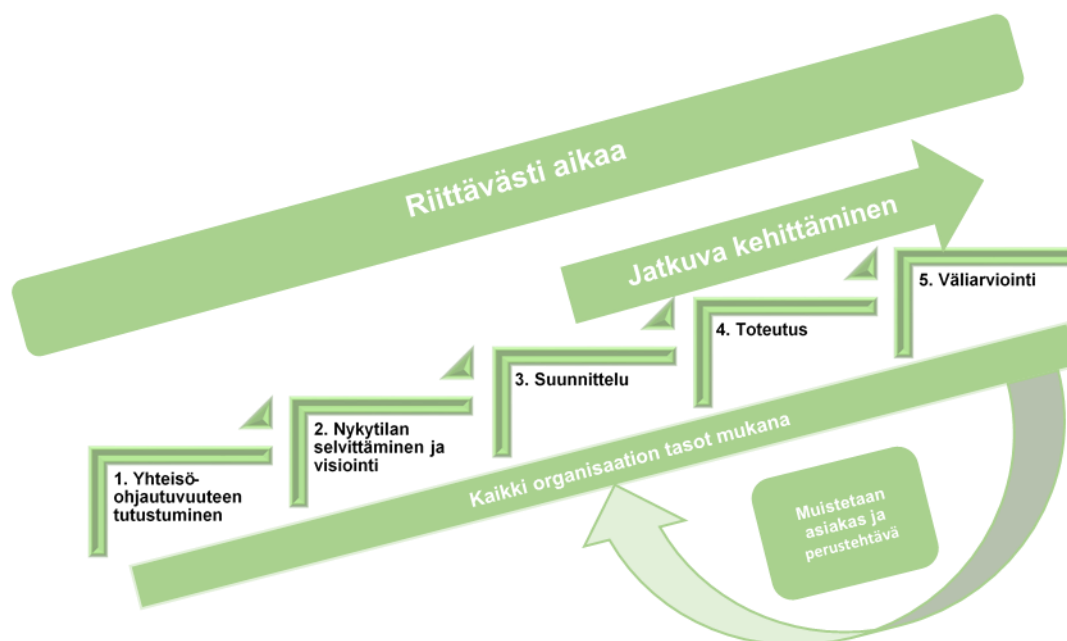 Riittävästi aikaa
Jatkuva kehittäminen
5. Väliarviointi
4. Toteutus
3. Suunnittelu
2. Nykytilan
selvittäminen ja
visiointi
1. Yhteisö-
ohjautuvuuteen
tutustuminen
Kaikki organisaation tasot mukana
Muistetaan
asiakas ja
perustehtävä